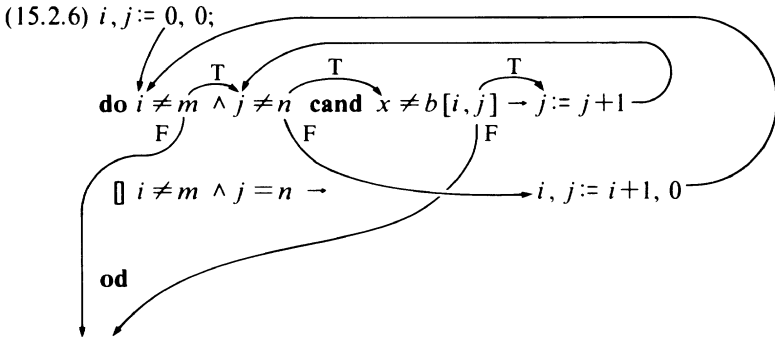 (15.2.6) i, j := 0, 0;
T T T
do i ≠ m ∧ j ≠ n cand x ≠ b[i, j] → j := j+1
F F F
▯ i ≠ m ∧ j = n → i, j := i+1, 0
od